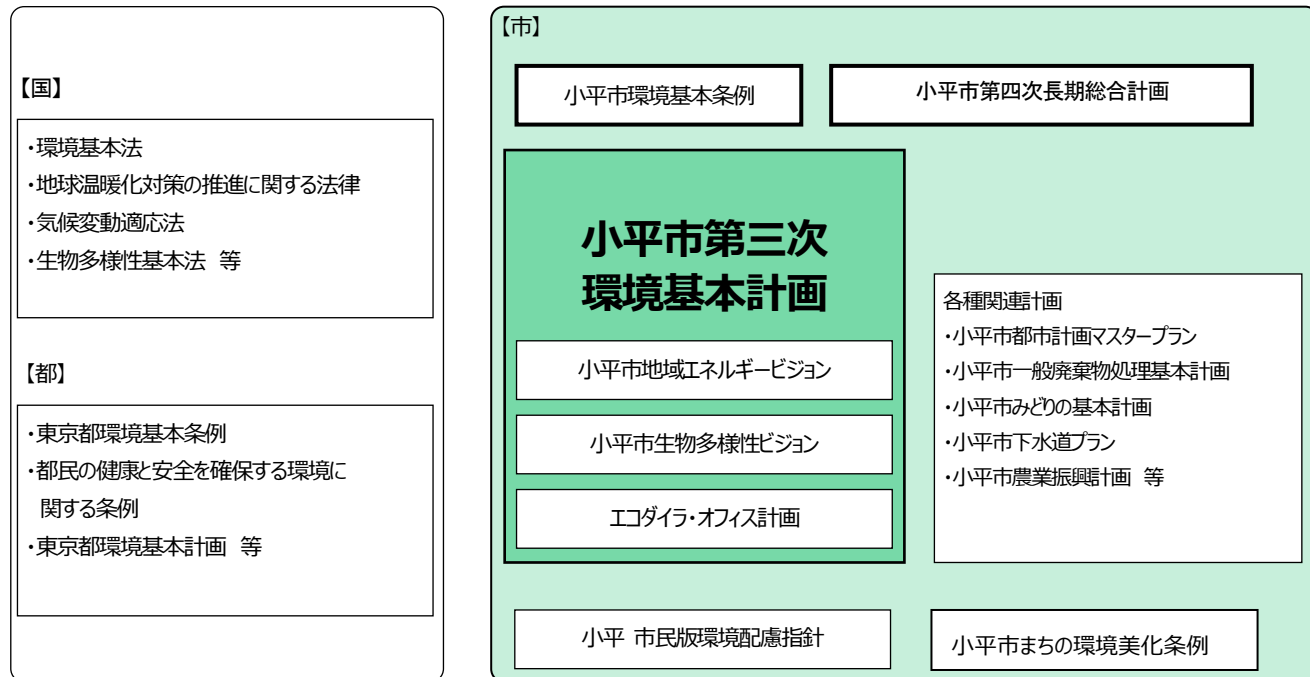 【国】
・環境基本法
・地球温暖化対策の推進に関する法律
・気候変動適応法
・生物多様性基本法 等
【都】
・東京都環境基本条例
・都民の健康と安全を確保する環境に
関する条例
・東京都環境基本計画 等
【市】
小平市環境基本条例
小平市第四次長期総合計画
小平市第三次
環境基本計画
小平市地域エネルギービジョン
小平市生物多様性ビジョン
エコダイラ・オフィス計画
各種関連計画
・小平市都市計画マスタープラン
・小平市一般廃棄物処理基本計画
・小平市みどりの基本計画
・小平市下水道プラン
・小平市農業振興計画 等
小平 市民版環境配慮指針
小平市まちの環境美化条例